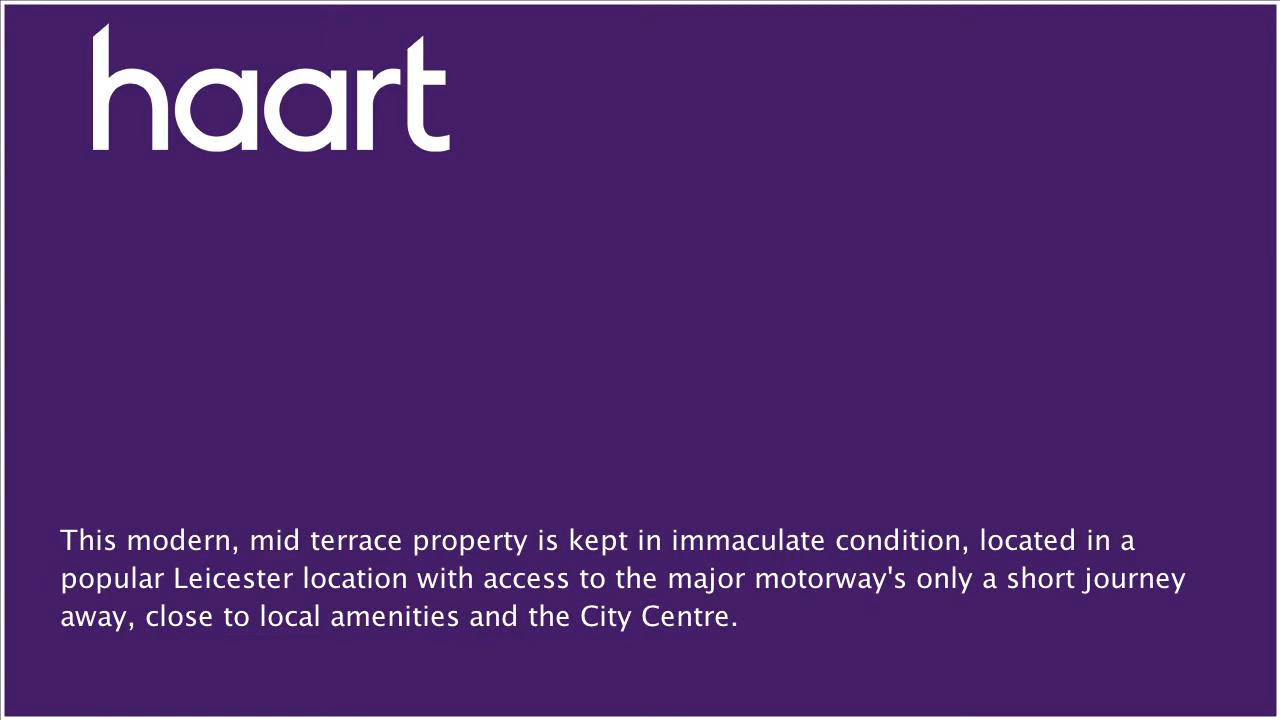 haart
This modern, mid terrace property is kept in immaculate condition, located in a
popular Leicester location with access to the major motorway's only a short journey
away, close to local amenities and the City Centre.